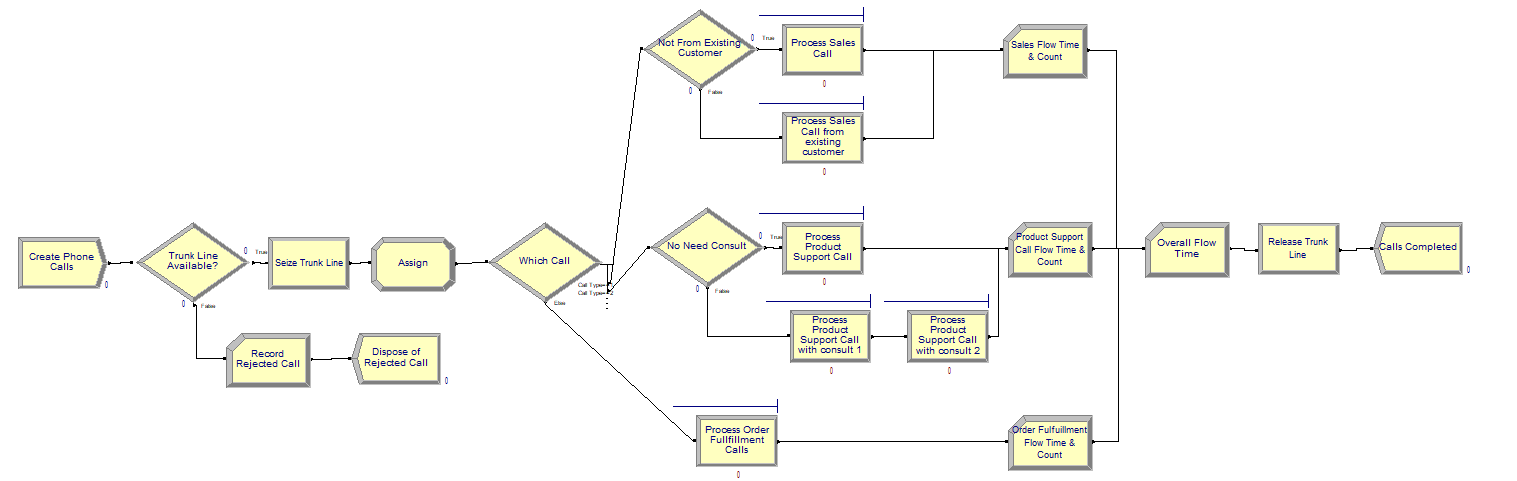 Not From Existing
Customer
0
True
0
False
Process Sales
Call
0
Process Sales
Call from
existing
customer
0
Sales Flow Time
& Count
Create Phone
Calls
0
Trunk Line
Available?
0
True
0
False
Seize Trunk Line
Assign
Which Call
Call Type
Call Type
Else
No Need Consult
0
True
0
False
Process
Product
Support Call
0
Process
Product
Support Call
with consult 1
0
Process
Product
Support Call
with consult 2
0
Product Support
Call Flow Time &
Count
Overall Flow
Time
Release Trunk
Line
Calls Completed
0
Record
Rejected Call
Dispose of
Rejected Call
0
Process Order
Fullfillment
Calls
0
Order Fulfuillment
Flow Time &
Count